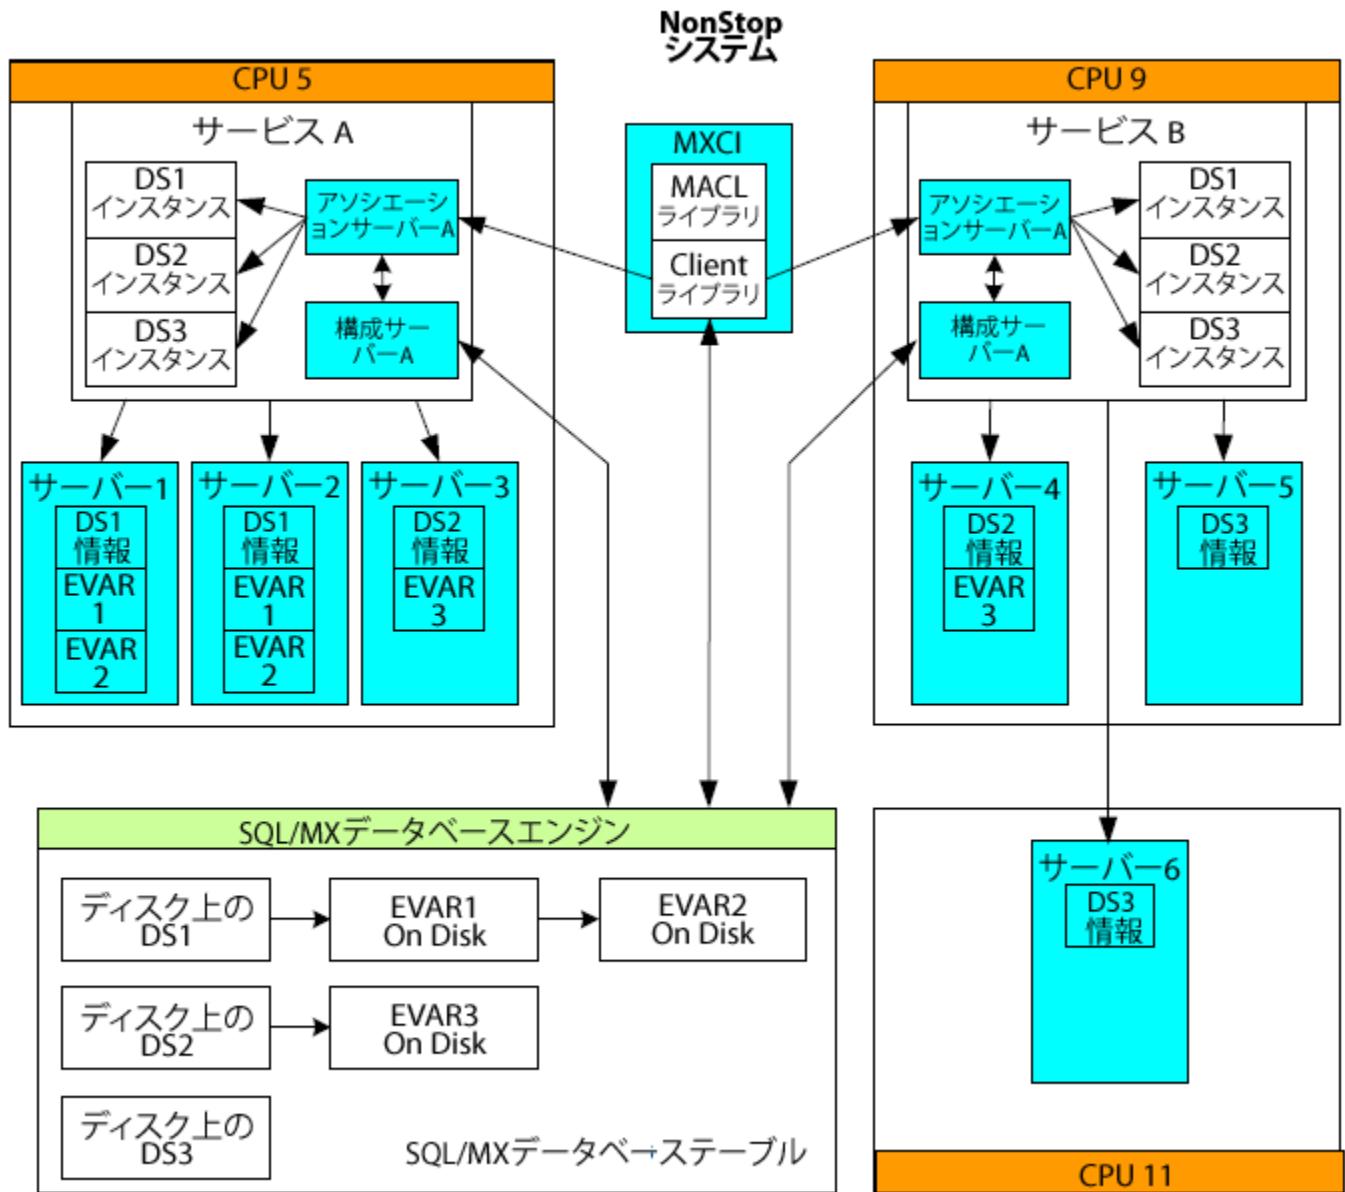 NonStop
システム
CPU 5
サービス A
DS1
インスタンス
DS2
インスタンス
DS3
インスタンス
アソシエーシ
ョンサーバーA
構成サー
バーA
サーバー1
DS1
情報
EVAR
1
EVAR
2
サーバー2
DS1
情報
EVAR
1
EVAR
2
サーバー3
DS2
情報
EVAR
3
MXCI
MACL
ライブラリ
Client
ライブラリ
CPU 9
サービス B
アソシエーシ
ョンサーバーA
構成サー
バーA
DS1
インスタンス
DS2
インスタンス
DS3
インスタンス
サーバー4
DS2
情報
EVAR
3
サーバー5
DS3
情報
SQL/MXデータベースエンジン
ディスク上の
DS1
EVAR1
On Disk
EVAR2
On Disk
ディスク上の
DS2
EVAR3
On Disk
ディスク上の
DS3
SQL/MXデータベーステーブル
サーバー6
DS3
情報
CPU 11